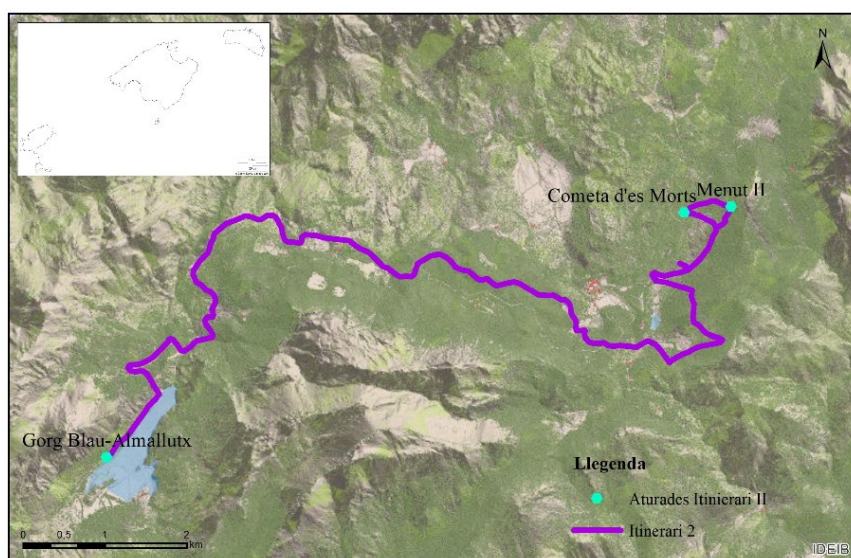 N
Cometa d'es Morts
Menut II
Gorg Blau-Almallutx
Llegenda
Aturades Itinierari II
Itinerari 2
0 0,5 1 2
km
IDEIB